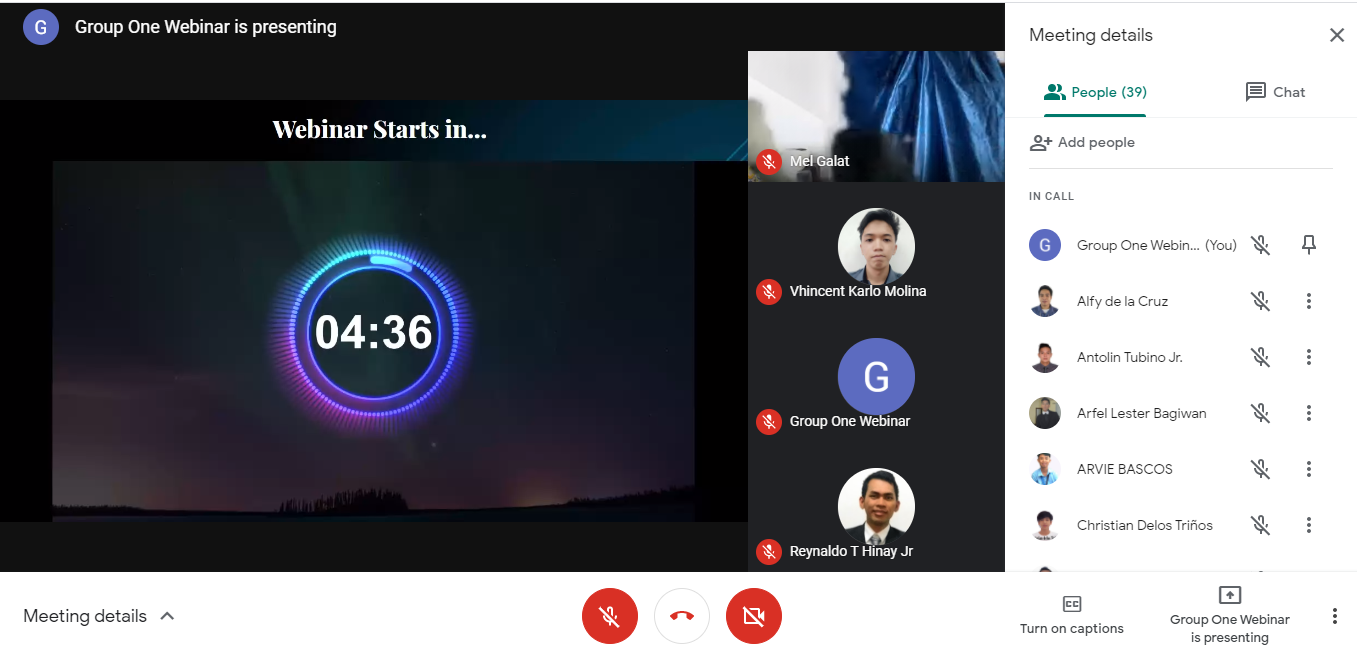 G
Group One Webinar is presenting
Webinar Starts in...
04:36
Mel Galat
Vhincent Karlo Molina
G
Group One Webinar
Reynaldo T Hinay Jr
Meeting details
People (39)
Chat
Add people
IN CALL
G
Group One Webin... (You)
Alfy de la Cruz
Antolin Tubino Jr.
Arfel Lester Bagiwan
ARVIE BASCOS
Christian Delos Triños
Meeting details
CC
Turn on captions
Group One Webinar
is presenting